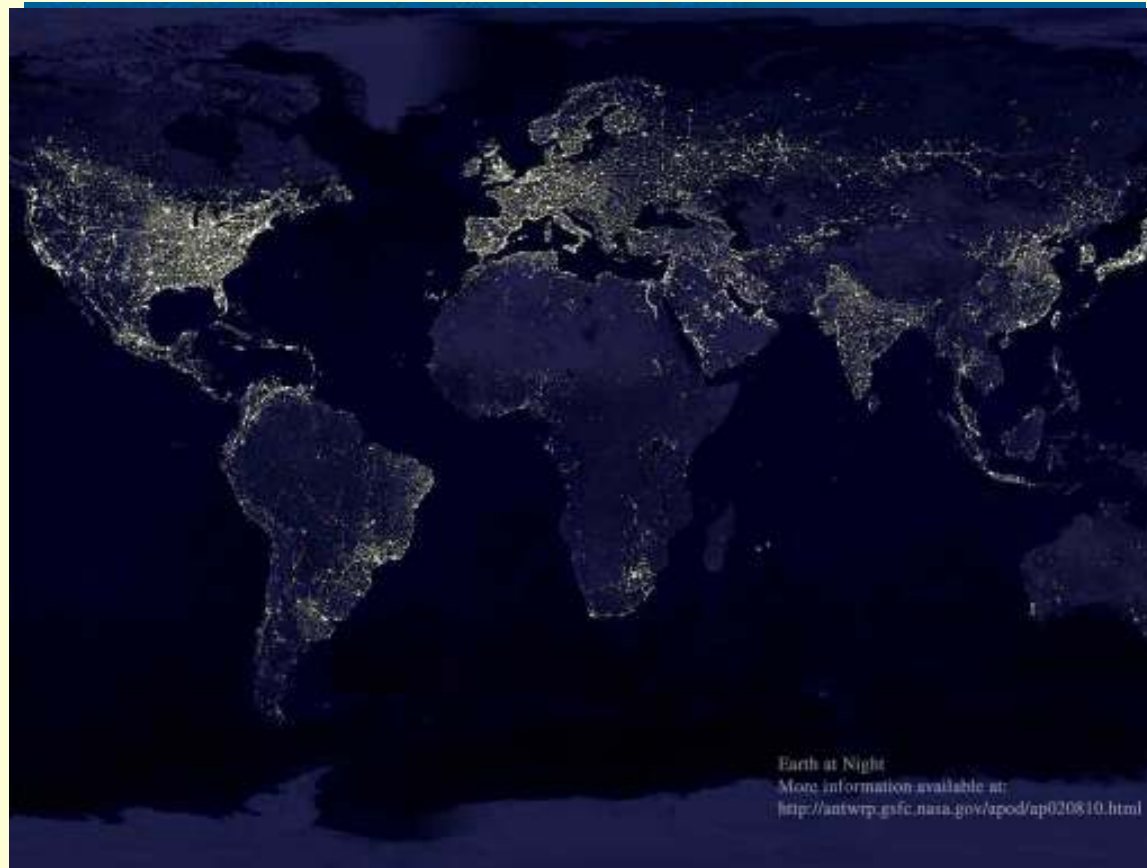 Earth at Night
More information available at:
http://antwrp.gsfc.nasa.gov/apod/ap020810.html